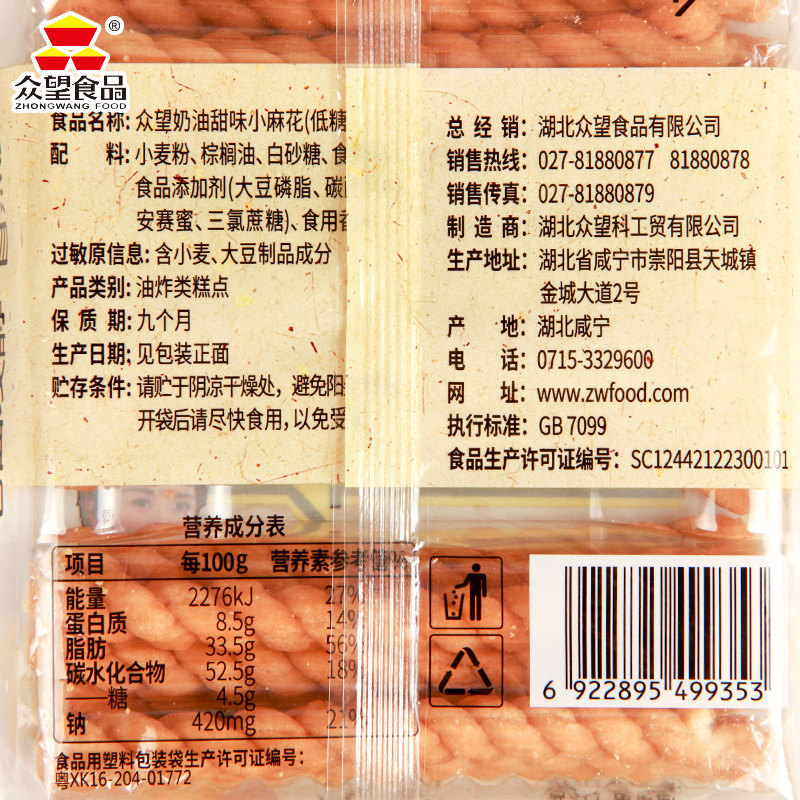 ®
众望食品
ZHONGWANG FOOD
食品名称: 众望奶油甜味小麻花(低糖
配 料: 小麦粉、棕榈油、白砂糖、食
食品添加剂(大豆磷脂、碳
安赛蜜、三氯蔗糖)、食用香
过敏原信息: 含小麦、大豆制品成分
产品类别: 油炸类糕点
保 质 期: 九个月
生产日期: 见包装正面
贮存条件: 请贮于阴凉干燥处，避免阳
开袋后请尽快食用，以免受
总 经 销: 湖北众望食品有限公司
销售热线: 027-81880877 81880878
销售传真: 027-81880879
制 造 商: 湖北众望科工贸有限公司
生产地址: 湖北省咸宁市崇阳县天城镇
金城大道2号
产 地: 湖北咸宁
电 话: 0715-3329600
网 址: www.zwfood.com
执行标准: GB 7099
食品生产许可证编号: SC12442122300101
营养成分表
项目 每100g 营养素参考值%
能量 2276kJ 27%
蛋白质 8.5g 14%
脂肪 33.5g 56%
碳水化合物 52.5g 18%
—糖 4.5g
钠 420mg 21%
食品用塑料包装袋生产许可证编号:
粤XK16-204-01772
6 922895 499353